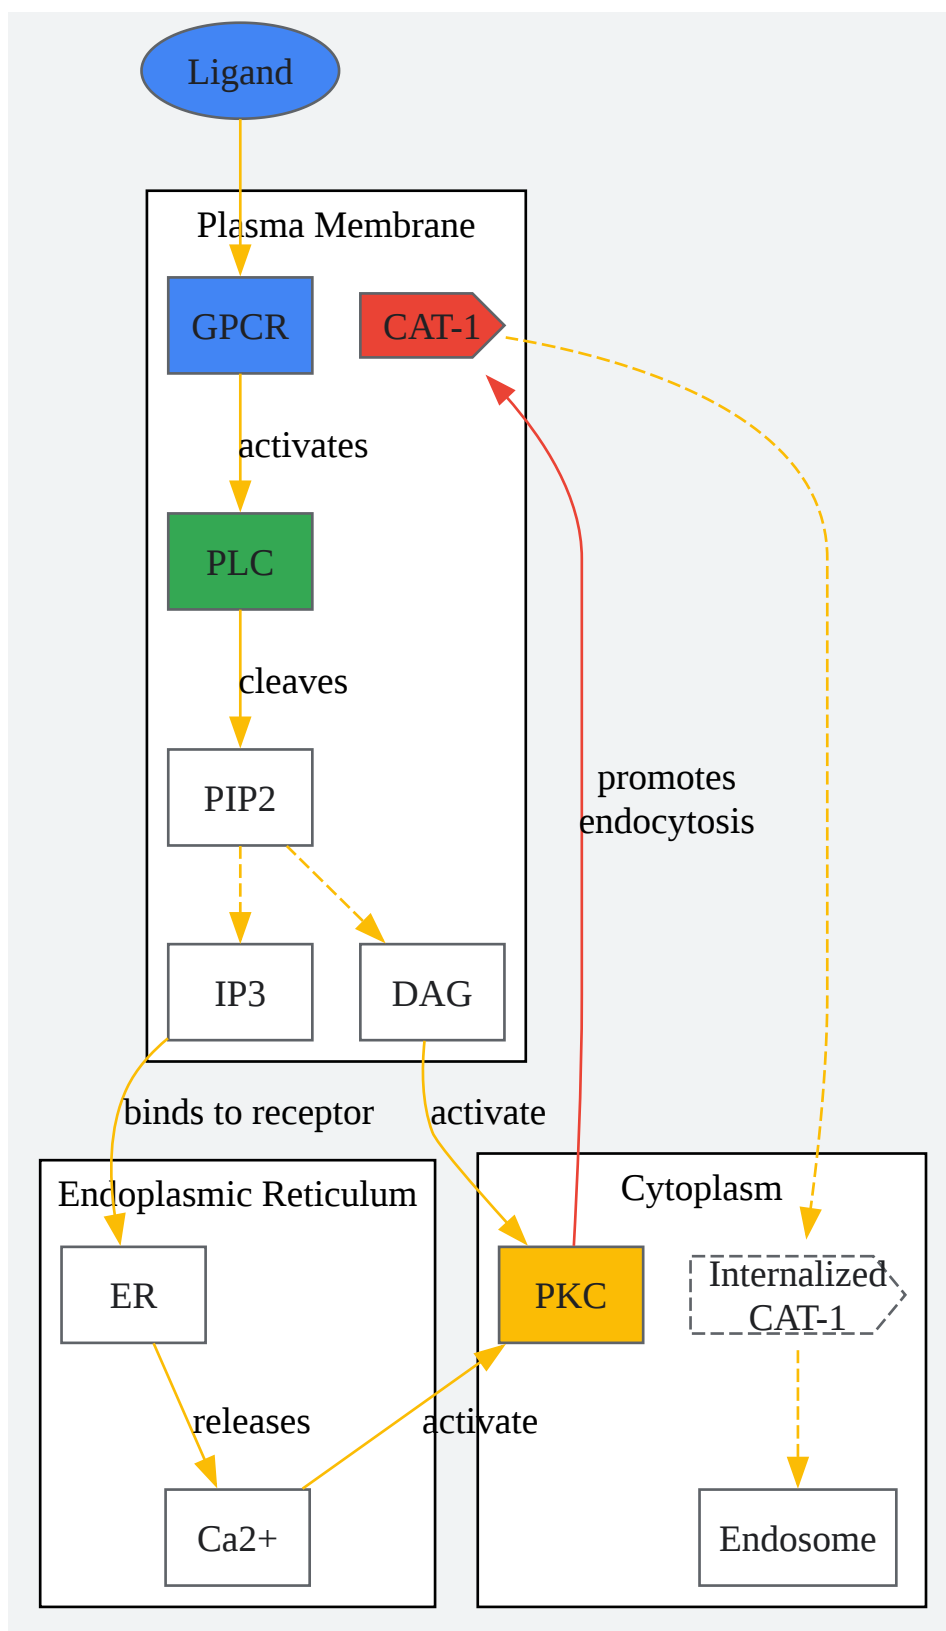 Ligand
Plasma Membrane
GPCR
CAT-1
activates
PLC
cleaves
PIP2
promotes
endocytosis
IP3
DAG
binds to receptor
activate
Endoplasmic Reticulum
Cytoplasm
ER
PKC
Internalized
CAT-1
releases
activate
Ca2+
Endosome